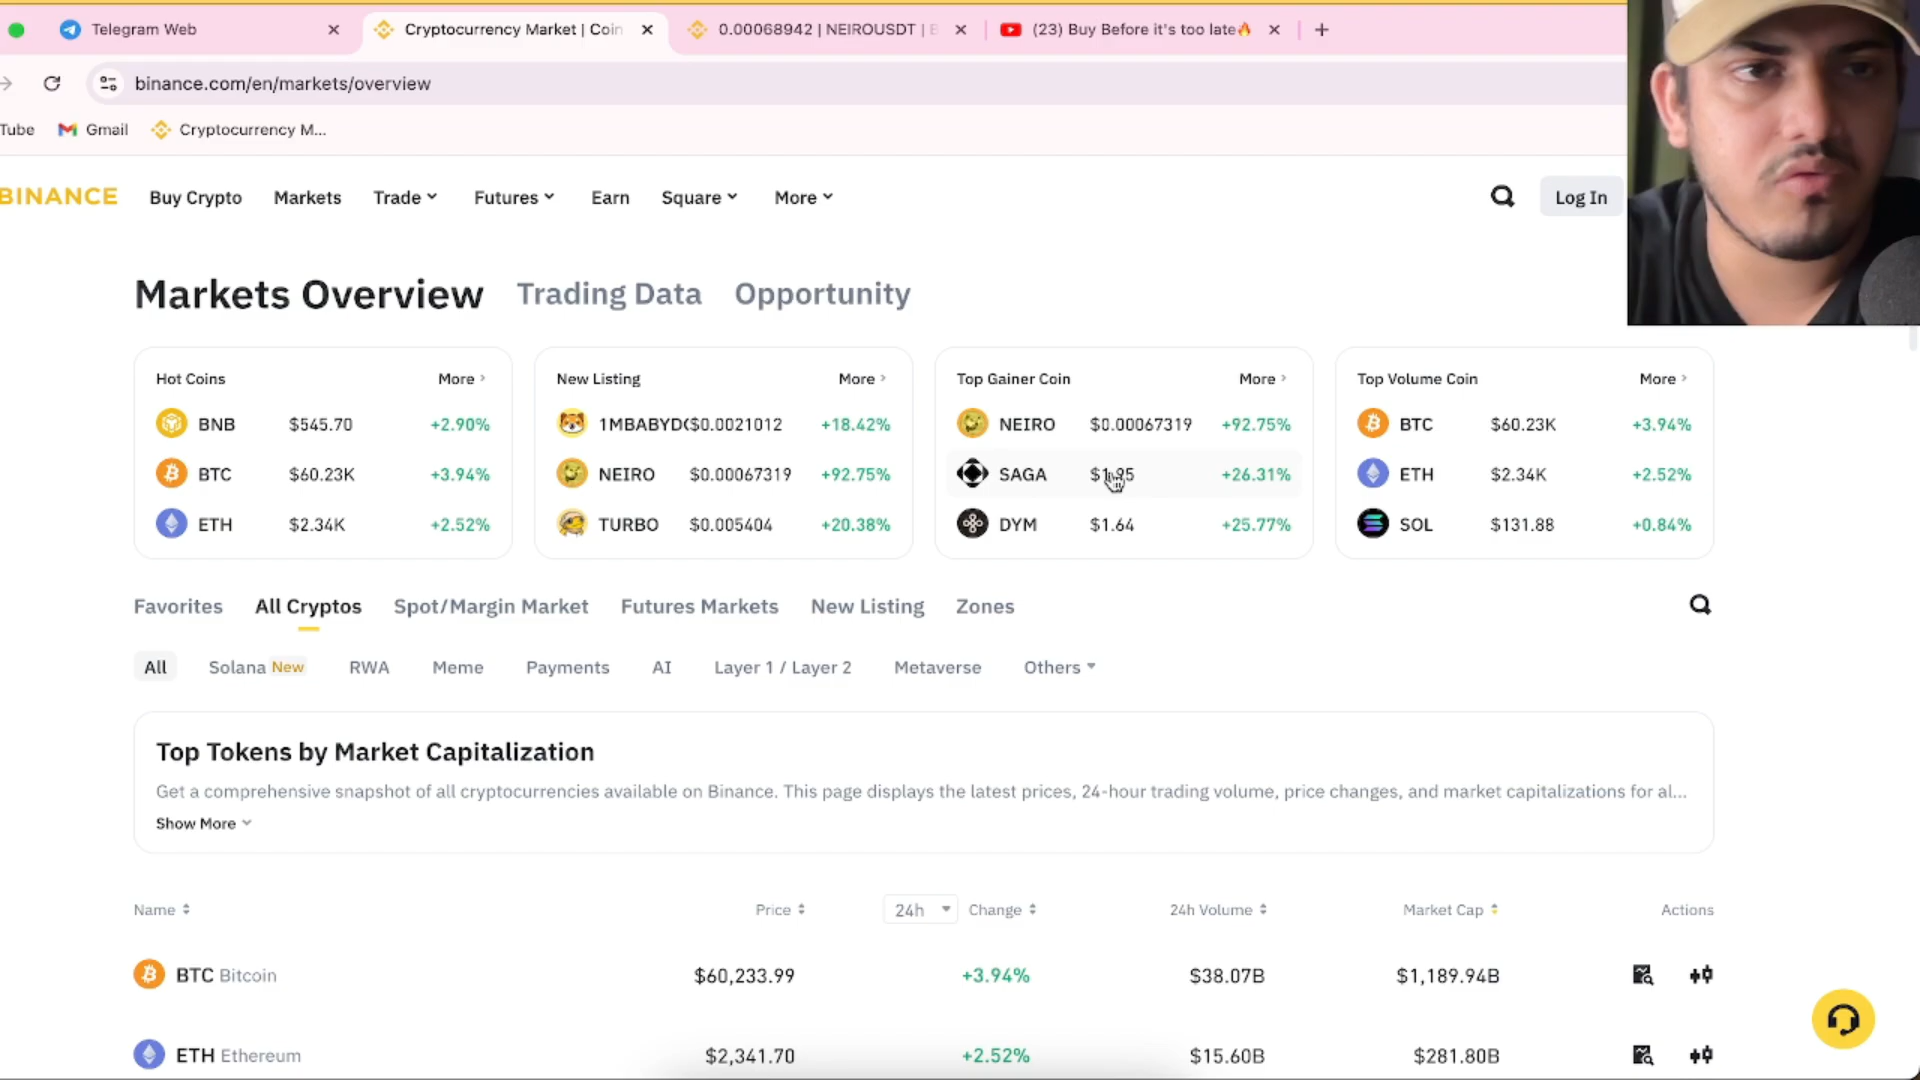 Telegram Web
Cryptocurrency Market | Coin
0.00068942 | NEIROUSDT | B
(23) Buy Before it's too late🔥
binance.com/en/markets/overview
Tube
Gmail
Cryptocurrency M...
BINANCE
Buy Crypto
Markets
Trade
Futures
Earn
Square
More
Log In
Markets Overview
Trading Data
Opportunity
Hot Coins More
BNB $545.70 +2.90%
BTC $60.23K +3.94%
ETH $2.34K +2.52%
New Listing More
1MBABYD $0.0021012 +18.42%
NEIRO $0.00067319 +92.75%
TURBO $0.005404 +20.38%
Top Gainer Coin More
NEIRO $0.00067319 +92.75%
SAGA +26.31%
DYM $1.64 +25.77%
Top Volume Coin More
BTC $60.23K +3.94%
ETH $2.34K +2.52%
SOL $131.88 +0.84%
Favorites
All Cryptos
Spot/Margin Market
Futures Markets
New Listing
Zones
All
Solana New
RWA
Meme
Payments
AI
Layer 1 / Layer 2
Metaverse
Others
Top Tokens by Market Capitalization
Get a comprehensive snapshot of all cryptocurrencies available on Binance. This page displays the latest prices, 24-hour trading volume, price changes, and market capitalizations for al...
Show More
Name Price 24h Change 24h Volume Market Cap Actions
BTC Bitcoin $60,233.99 +3.94% $38.07B $1,189.94B
ETH Ethereum $2,341.70 +2.52% $15.60B $281.80B